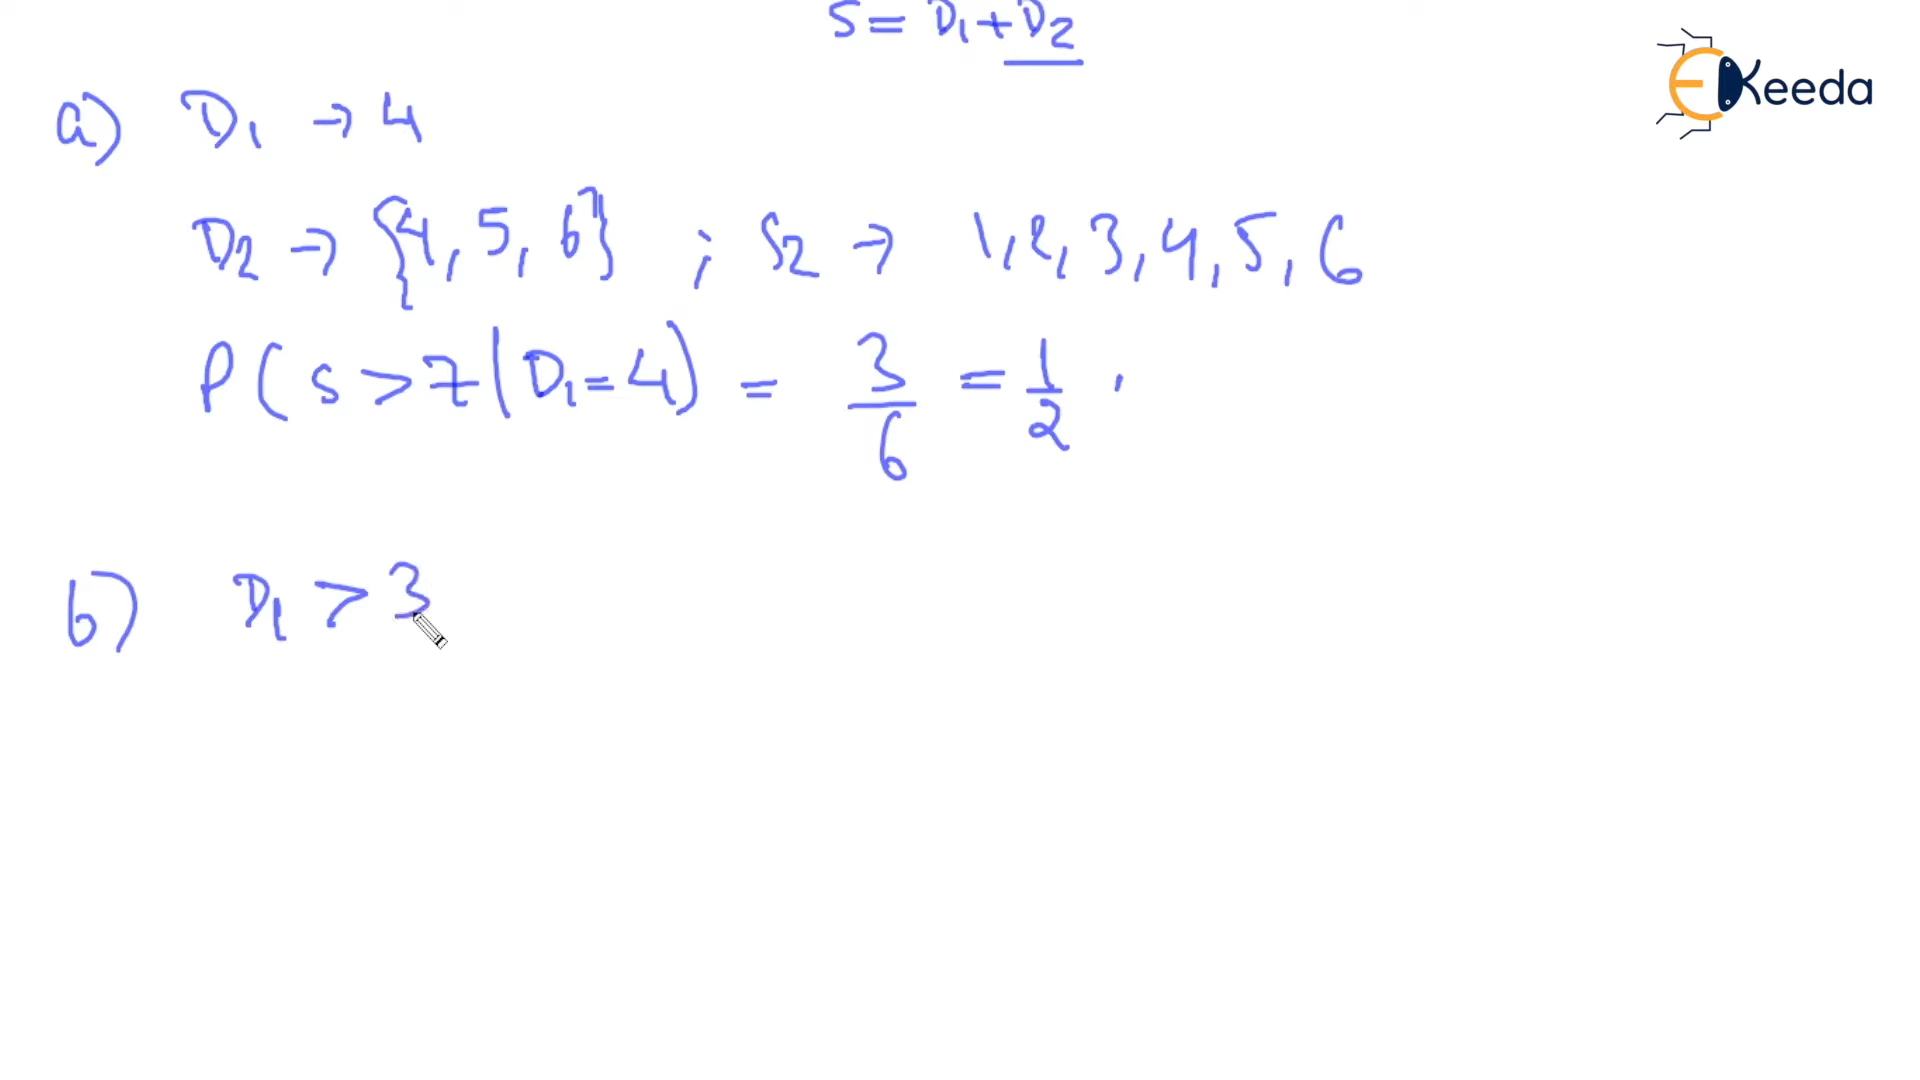 S = D₁ + D₂
EKeeda
a) D₁ → 4
D₂ → {4, 5, 6} ; S₂ → 1, 2, 3, 4, 5, 6
P(S > 7 | D₁ = 4) = 3/6 = 1/2 .
b) D₁ > 3